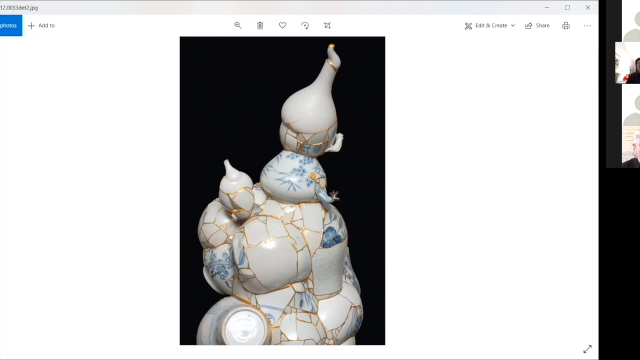 12.0033det2.jpg
photos
Add to
Edit & Create
Share